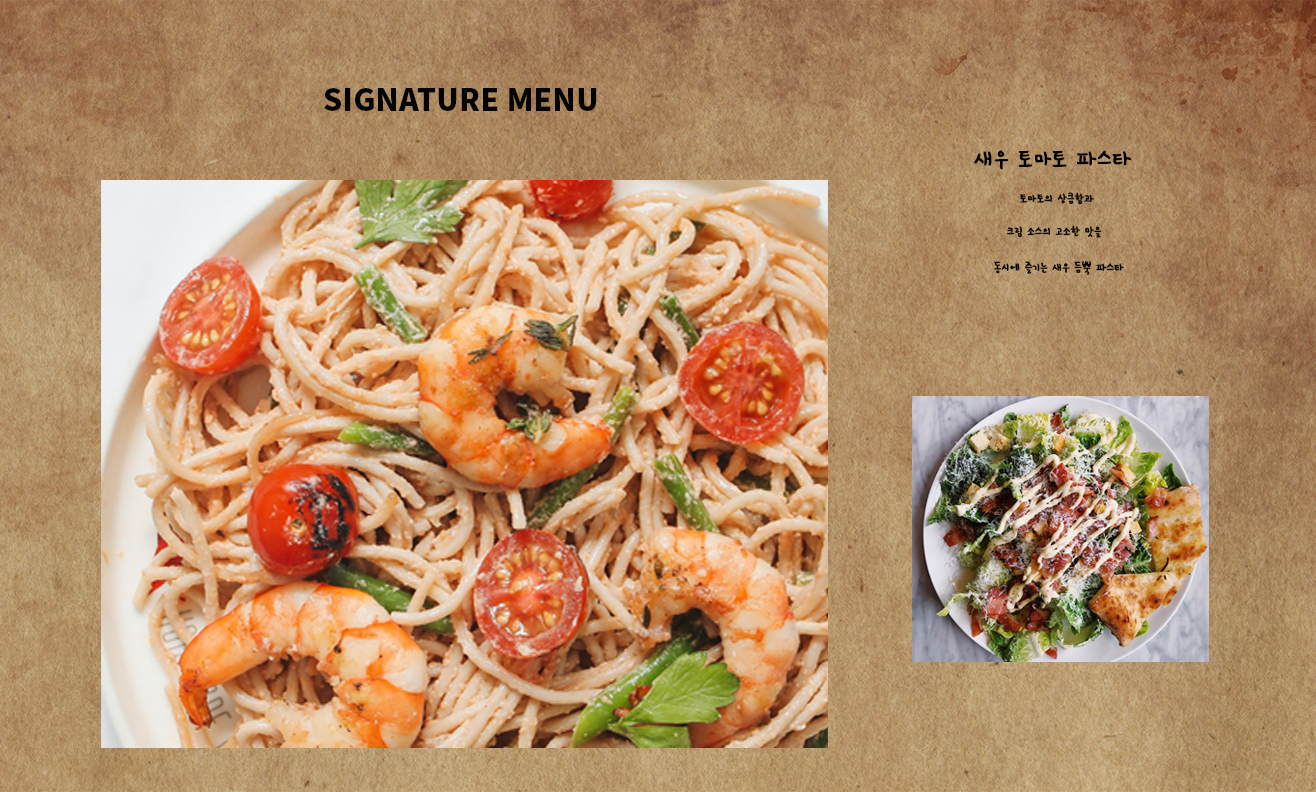 SIGNATURE MENU
새우 토마토 파스타
토마토의 상큼함과
크림 소스의 고소한 맛을
동시에 즐기는 새우 듬뿍 파스타